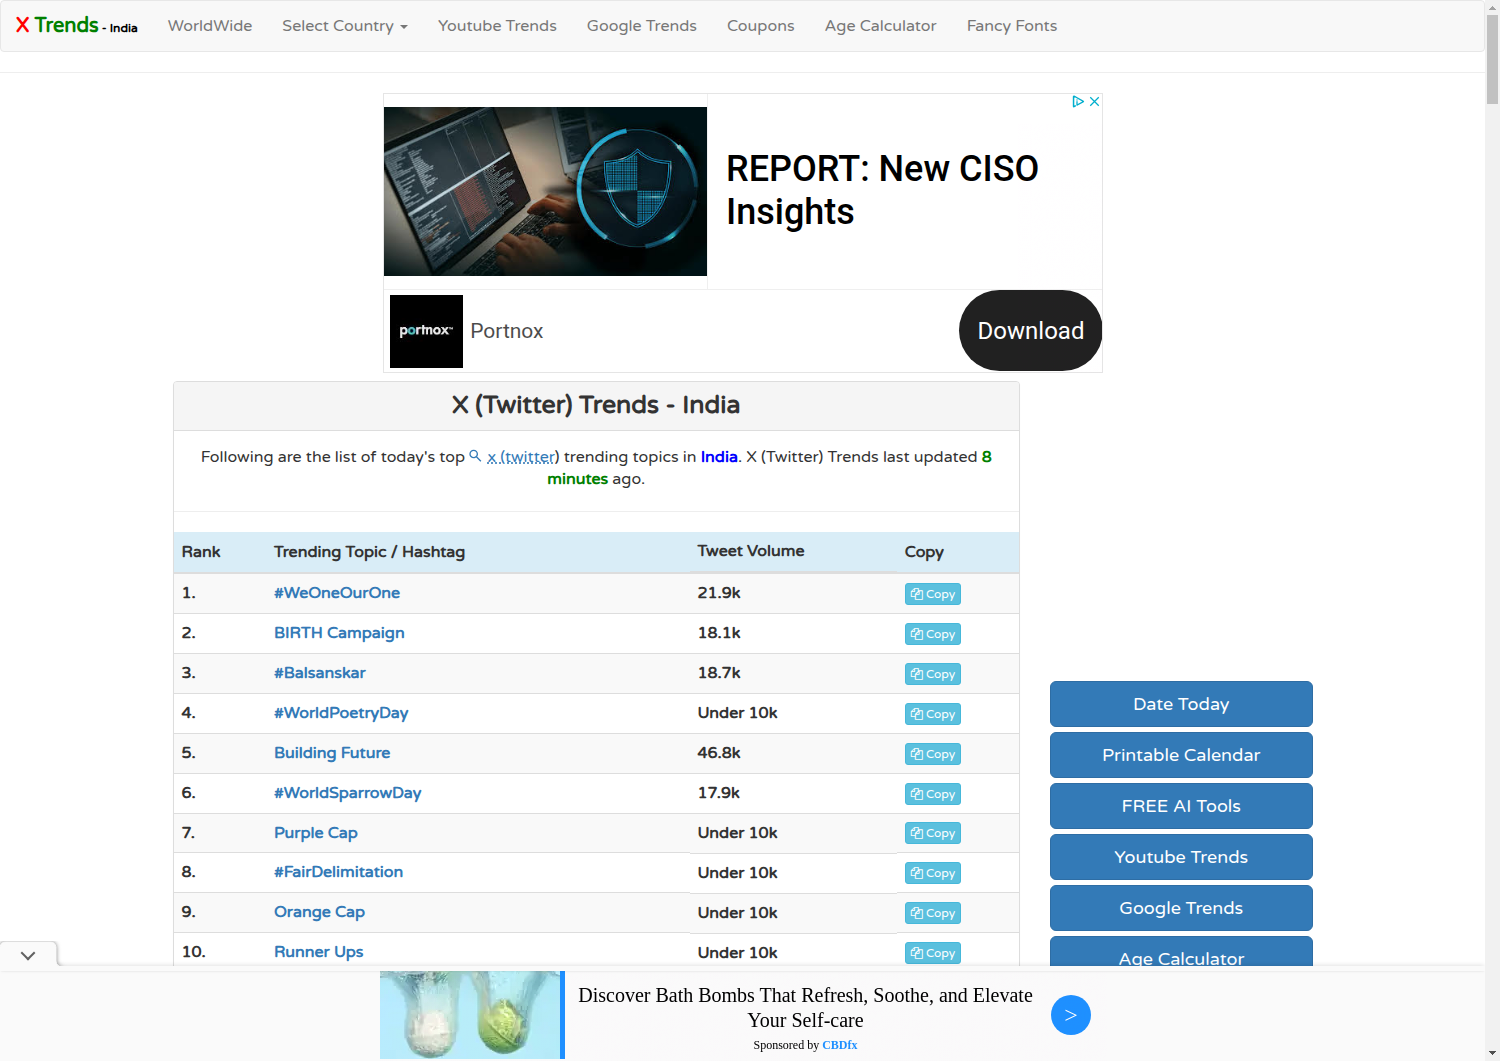 X Trends - India
WorldWide
Select Country
Youtube Trends
Google Trends
Coupons
Age Calculator
Fancy Fonts
REPORT: New CISO
Insights
portnox
Portnox
Download
X (Twitter) Trends - India
Following are the list of today's top x (twitter) trending topics in India. X (Twitter) Trends last updated 8
minutes ago.
Rank Trending Topic / Hashtag Tweet Volume Copy
1. #WeOneOurOne 21.9k Copy
2. BIRTH Campaign 18.1k Copy
3. #Balsanskar 18.7k Copy
4. #WorldPoetryDay Under 10k Copy
5. Building Future 46.8k Copy
6. #WorldSparrowDay 17.9k Copy
7. Purple Cap Under 10k Copy
8. #FairDelimitation Under 10k Copy
9. Orange Cap Under 10k Copy
10. Runner Ups Under 10k Copy
Date Today
Printable Calendar
FREE AI Tools
Youtube Trends
Google Trends
Age Calculator
Discover Bath Bombs That Refresh, Soothe, and Elevate
Your Self-care
Sponsored by CBDfx
>